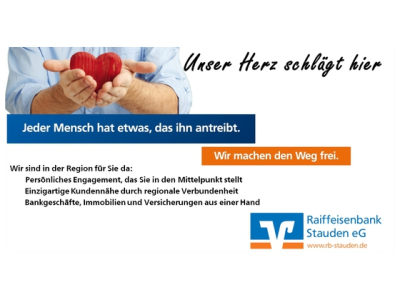 Unser Herz schlägt hier
Jeder Mensch hat etwas, das ihn antreibt.
Wir machen den Weg frei.
Wir sind in der Region für Sie da:
Persönliches Engagement, das Sie in den Mittelpunkt stellt
Einzigartige Kundennähe durch regionale Verbundenheit
Bankgeschäfte, Immobilien und Versicherungen aus einer Hand
Raiffeisenbank
Stauden eG
www.rb-stauden.de